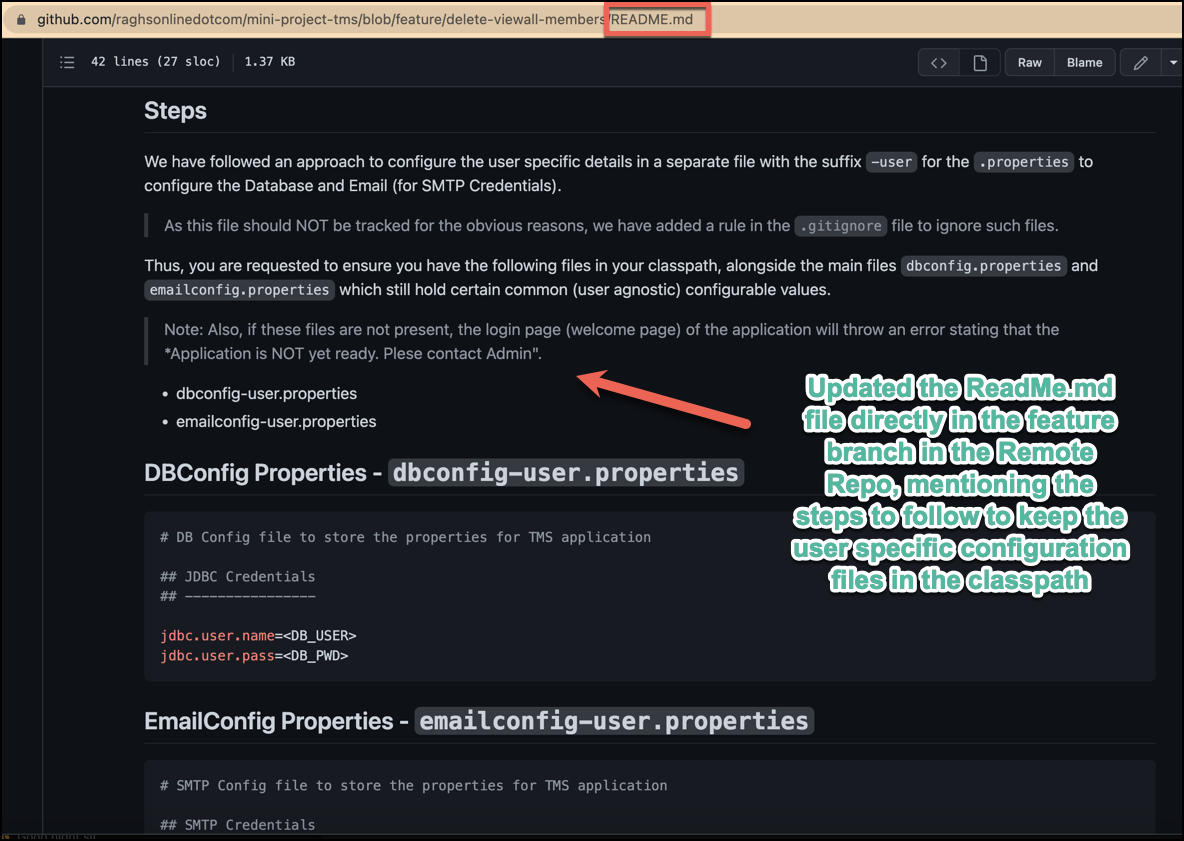 github.com/raghsonlinedotcom/mini-project-tms/blob/feature/delete-viewall-members/README.md
42 lines (27 sloc) 1.37 KB
Raw Blame
Steps
We have followed an approach to configure the user specific details in a separate file with the suffix -user for the .properties to
configure the Database and Email (for SMTP Credentials).
As this file should NOT be tracked for the obvious reasons, we have added a rule in the .gitignore file to ignore such files.
Thus, you are requested to ensure you have the following files in your classpath, alongside the main files dbconfig.properties and
emailconfig.properties which still hold certain common (user agnostic) configurable values.
Note: Also, if these files are not present, the login page (welcome page) of the application will throw an error stating that the
*Application is NOT yet ready. Plese contact Admin".
• dbconfig-user.properties
• emailconfig-user.properties
Updated the ReadMe.md
file directly in the feature
branch in the Remote
Repo, mentioning the
steps to follow to keep the
user specific configuration
files in the classpath
DBConfig Properties - dbconfig-user.properties
# DB Config file to store the properties for TMS application
## JDBC Credentials
## ----------------
jdbc.user.name=<DB_USER>
jdbc.user.pass=<DB_PWD>
EmailConfig Properties - emailconfig-user.properties
# SMTP Config file to store the properties for TMS application
## SMTP Credentials